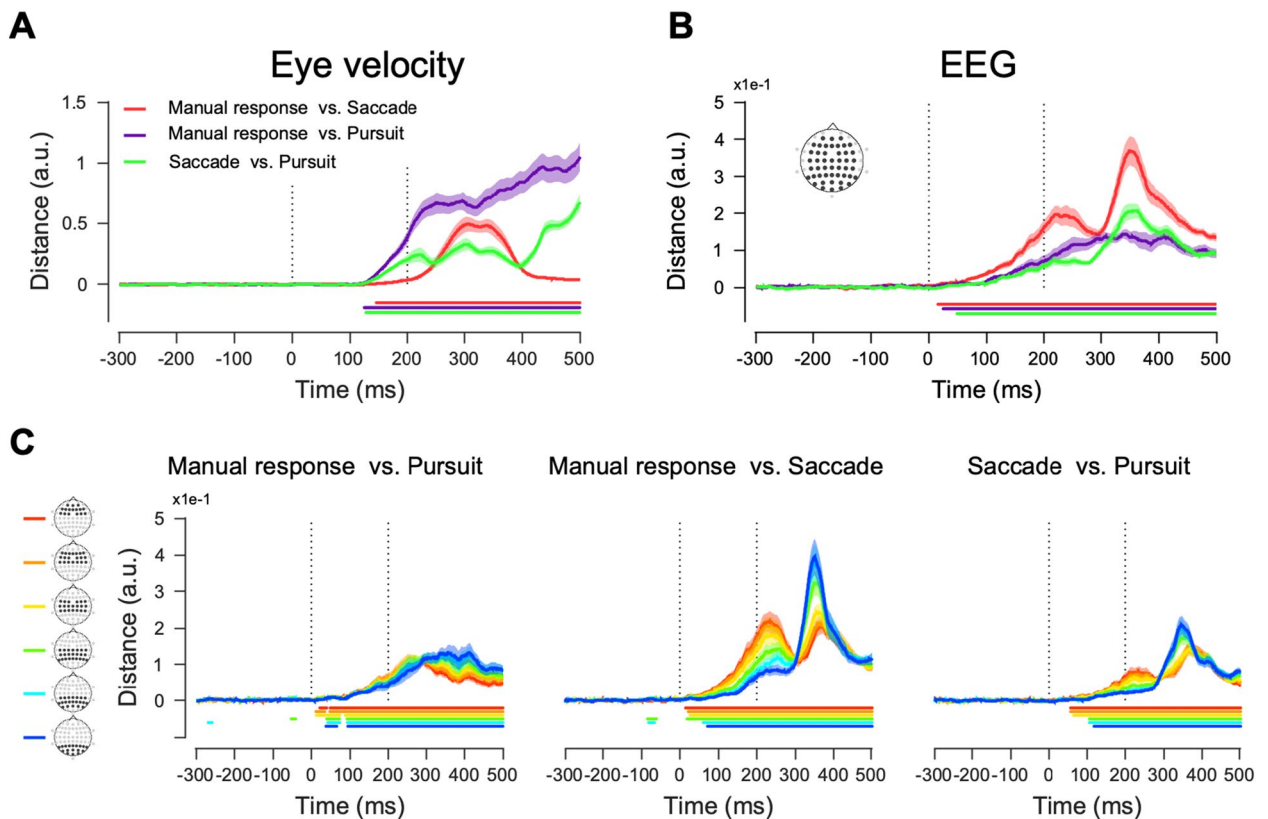 A
Eye velocity
1.5
1
0.5
0
Distance (a.u.)
Manual response vs. Saccade
Manual response vs. Pursuit
Saccade vs. Pursuit
-300 -200 -100 0 100 200 300 400 500
Time (ms)
B
EEG
x1e-1
5
4
3
2
1
0
Distance (a.u.)
-300 -200 -100 0 100 200 300 400 500
Time (ms)
C
Manual response vs. Pursuit
x1e-1
5
4
3
2
1
0
Distance (a.u.)
-300 -200 -100 0 100 200 300 400 500
Time (ms)
Manual response vs. Saccade
-300 -200 -100 0 100 200 300 400 500
Time (ms)
Saccade vs. Pursuit
-300 -200 -100 0 100 200 300 400 500
Time (ms)